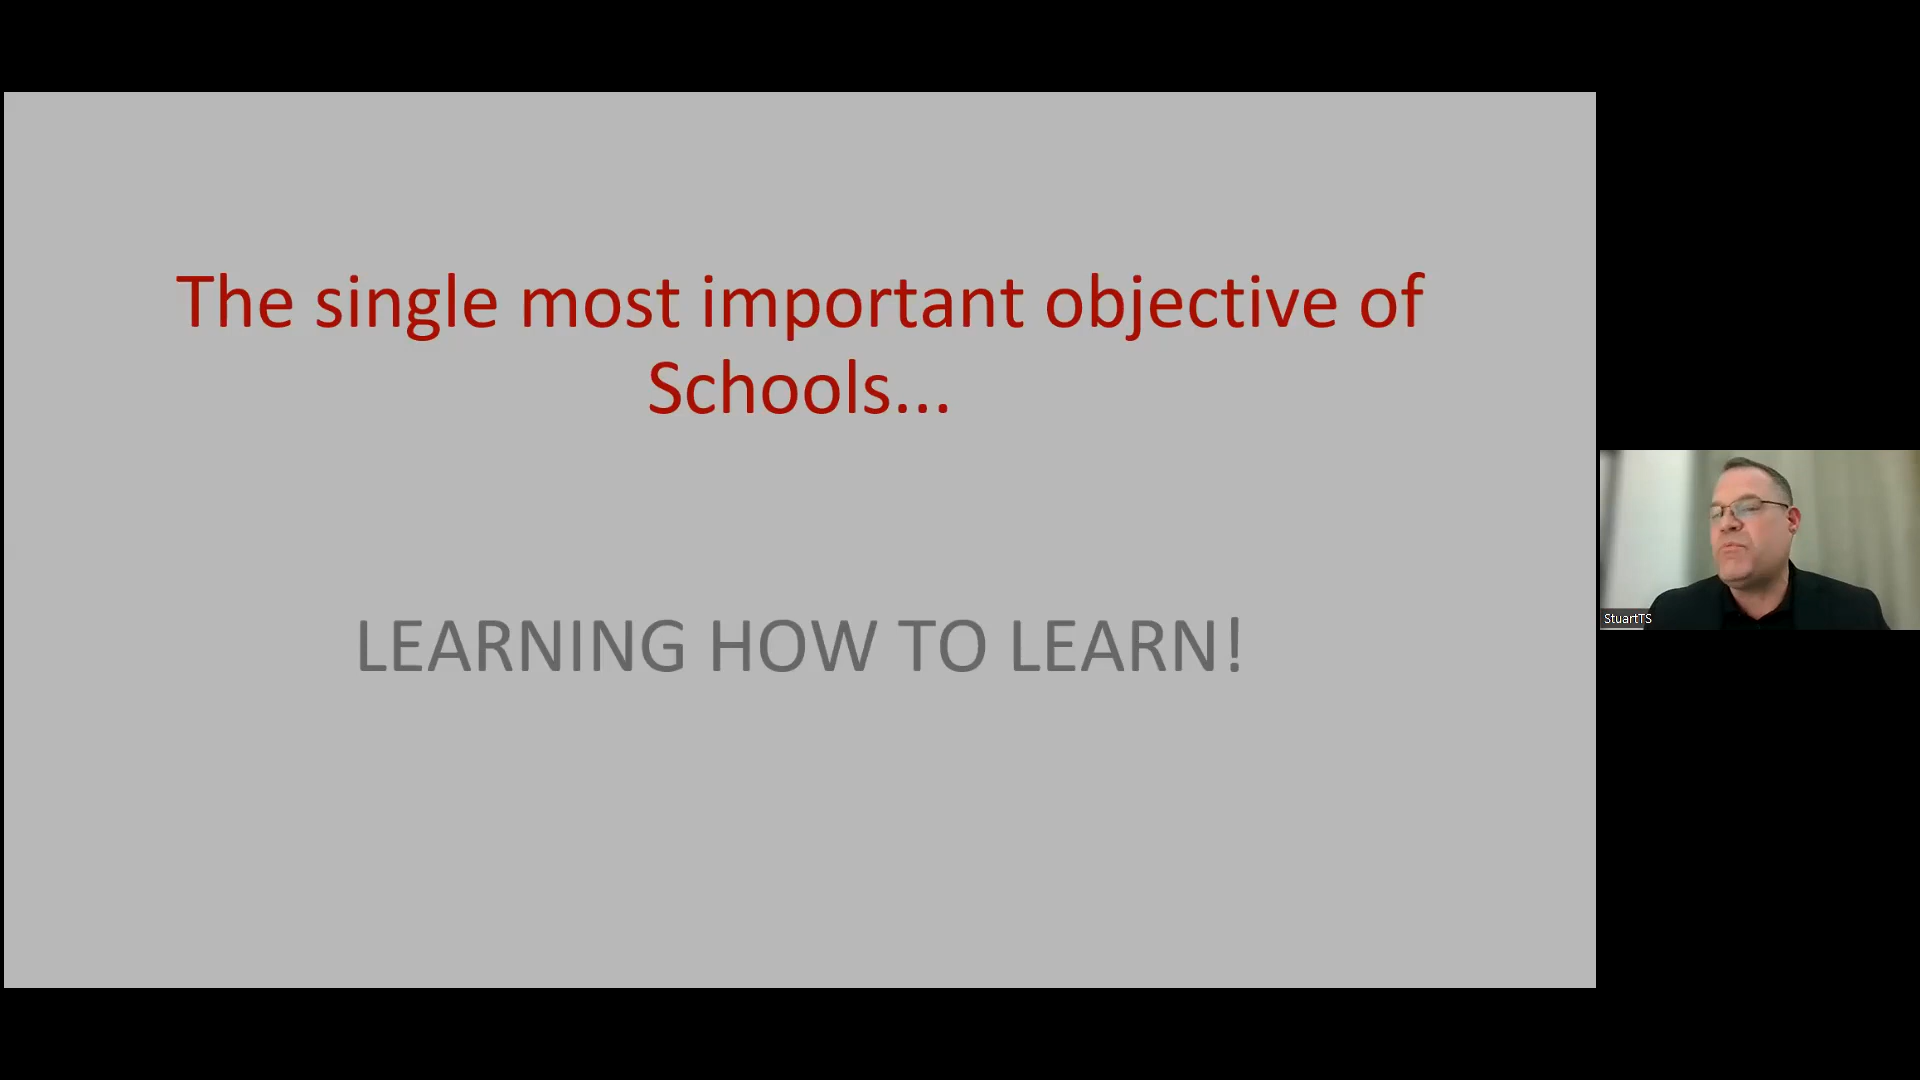 The single most important objective of
Schools...
LEARNING HOW TO LEARN!
StuartTS